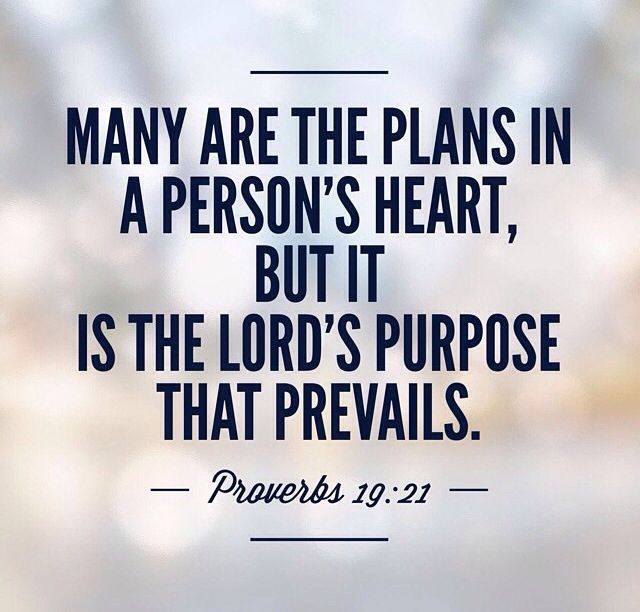 MANY ARE THE PLANS IN
A PERSON'S HEART,
BUT IT
IS THE LORD'S PURPOSE
THAT PREVAILS.
— Proverbs 19:21 —